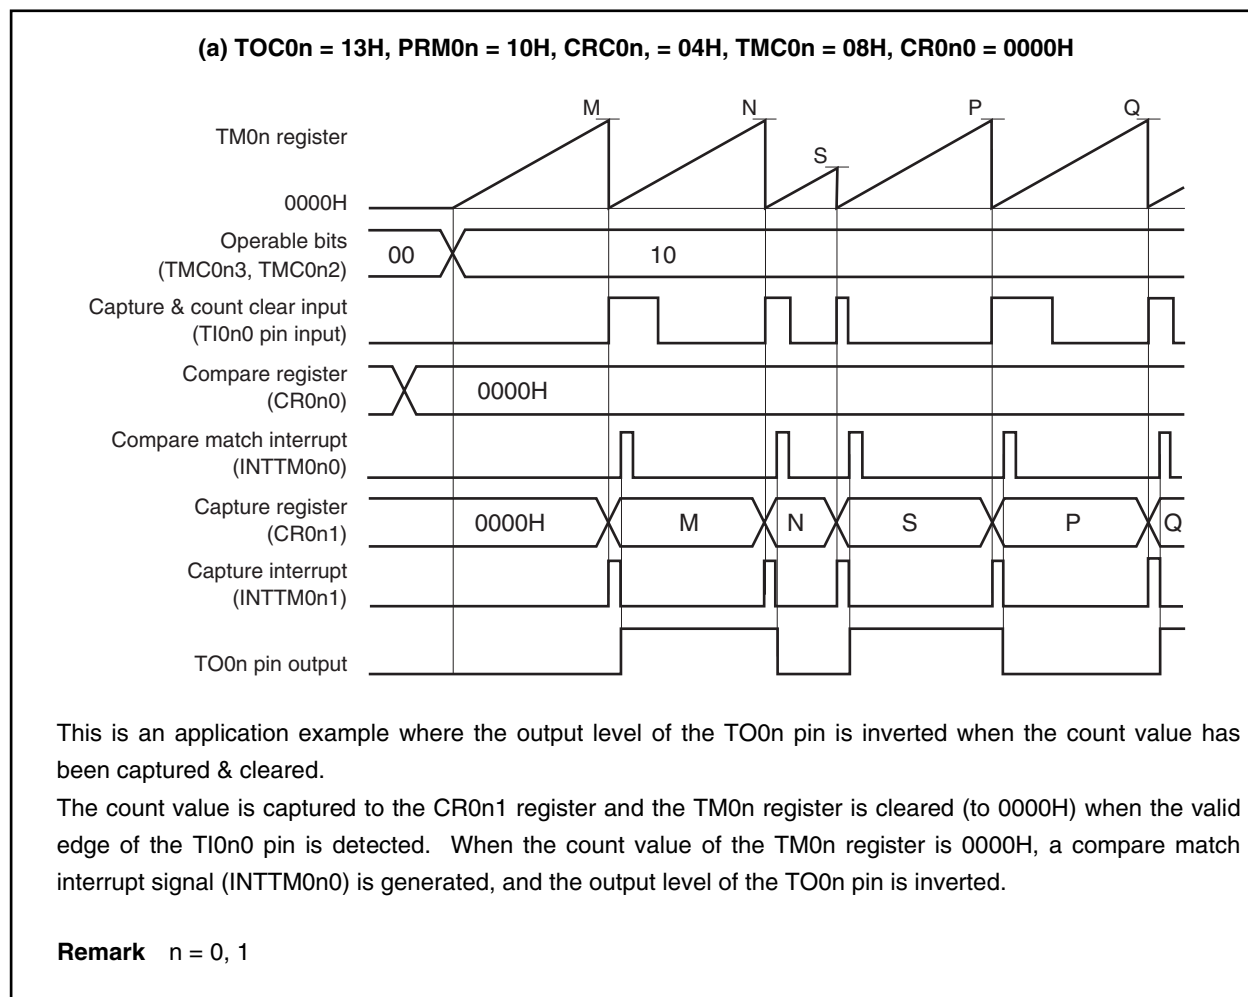 (a) TOC0n = 13H, PRM0n = 10H, CRC0n, = 04H, TMC0n = 08H, CR0n0 = 0000H
M N S P Q
TM0n register
0000H
Operable bits
(TMC0n3, TMC0n2)
00 10
Capture & count clear input
(TI0n0 pin input)
Compare register
(CR0n0)
0000H
Compare match interrupt
(INTTM0n0)
Capture register
(CR0n1)
0000H M N S P Q
Capture interrupt
(INTTM0n1)
TO0n pin output
This is an application example where the output level of the TO0n pin is inverted when the count value has
been captured & cleared.
The count value is captured to the CR0n1 register and the TM0n register is cleared (to 0000H) when the valid
edge of the TI0n0 pin is detected. When the count value of the TM0n register is 0000H, a compare match
interrupt signal (INTTM0n0) is generated, and the output level of the TO0n pin is inverted.
Remark n = 0, 1